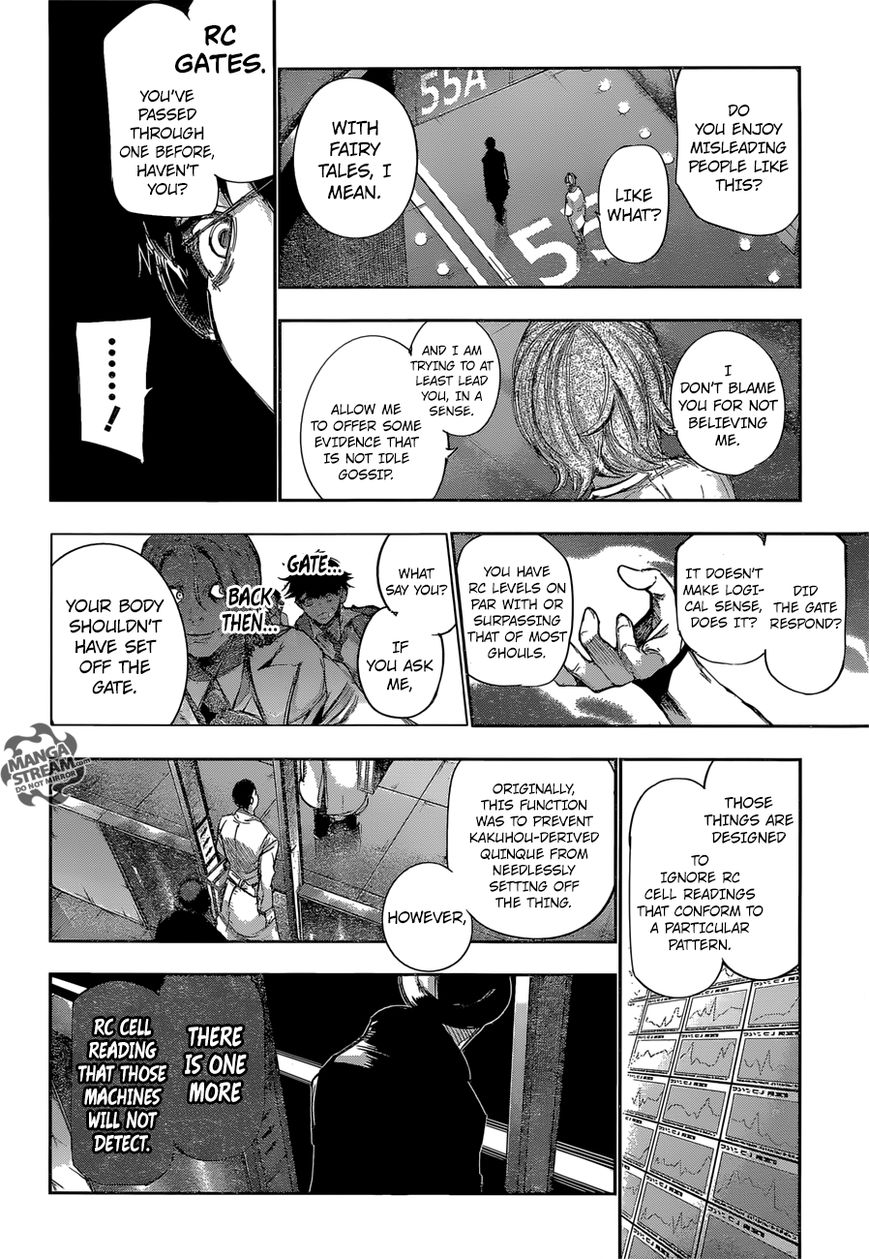 DO
YOU ENJOY
MISLEADING
PEOPLE LIKE
THIS?
LIKE
WHAT?
WITH
FAIRY
TALES, I
MEAN.
55A
55
I
DON'T BLAME
YOU FOR NOT
BELIEVING
ME.
AND I AM
TRYING TO AT
LEAST LEAD
YOU, IN A
SENSE.
ALLOW ME
TO OFFER SOME
EVIDENCE THAT
IS NOT IDLE
GOSSIP.
RC
GATES.
YOU'VE
PASSED
THROUGH
ONE BEFORE,
HAVEN'T
YOU?
......!
DID
THE GATE
RESPOND?
IT DOESN'T
MAKE LOGI-
CAL SENSE,
DOES IT?
YOU HAVE
RC LEVELS ON
PAR WITH OR
SURPASSING
THAT OF MOST
GHOULS.
WHAT
SAY YOU?
IF
YOU ASK
ME,
GATE...
BACK
THEN...
YOUR BODY
SHOULDN'T
HAVE SET
OFF THE
GATE.
THOSE
THINGS ARE
DESIGNED
TO
IGNORE RC
CELL READINGS
THAT CONFORM TO
A PARTICULAR
PATTERN.
ORIGINALLY,
THIS FUNCTION
WAS TO PREVENT
KAKUHOU-DERIVED
QUINQUE FROM
NEEDLESSLY
SETTING OFF
THE THING.
HOWEVER,
THERE
IS ONE
MORE
RC CELL
READING
THAT THOSE
MACHINES
WILL NOT
DETECT.
MANGA
STREAM.com
DO NOT MIRROR